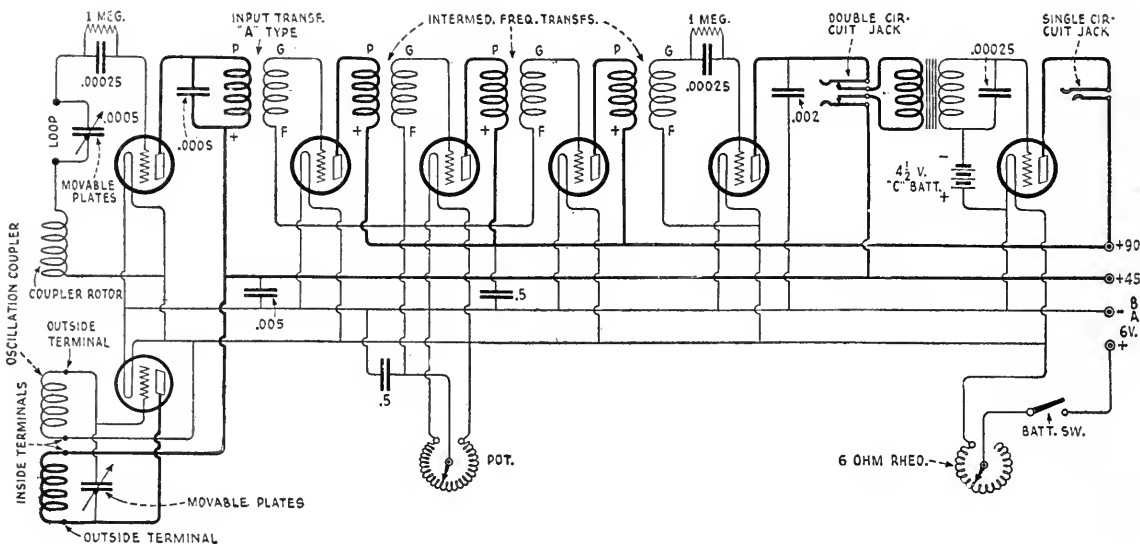 1 MEG.
INPUT TRANSF.
"A" TYPE
INTERMED. FREQ. TRANSFS.
1 MEG.
DOUBLE CIR-
CUIT JACK
.00025
SINGLE CIR-
CUIT JACK
P
G
P
G
P
G
P
G
.00025
.00025
LOOP
.0005
MOVABLE
PLATES
.0005
+
F
+
F
+
F
+
F
.002
4½ V.
"C" BATT.
-
+
COUPLER ROTOR
+90
+45
- B
A
6V.
+
.005
.5
.5
OSCILLATION COUPLER
OUTSIDE
TERMINAL
INSIDE TERMINALS
MOVABLE PLATES
OUTSIDE TERMINAL
POT.
6 OHM RHEO.
BATT. SW.